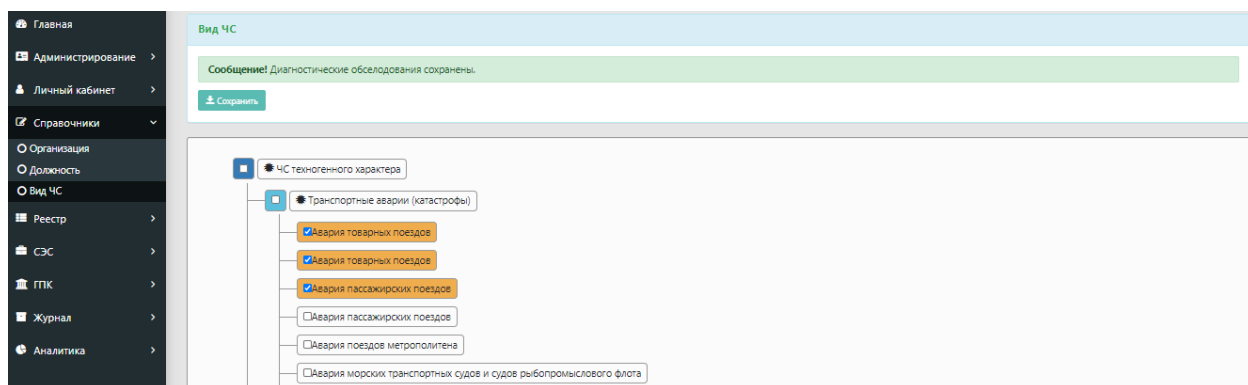 Главная
Администрирование
Личный кабинет
Справочники
Организация
Должность
Вид ЧС
Реестр
СЭС
ГПК
Журнал
Аналитика
Вид ЧС
Сообщение! Диагностические обселодования сохранены.
Сохранить
ЧС техногенного характера
Транспортные аварии (катастрофы)
Авария товарных поездов
Авария товарных поездов
Авария пассажирских поездов
Авария пассажирских поездов
Авария поездов метрополитена
Авария морских транспортных судов и судов рыбопромыслового флота